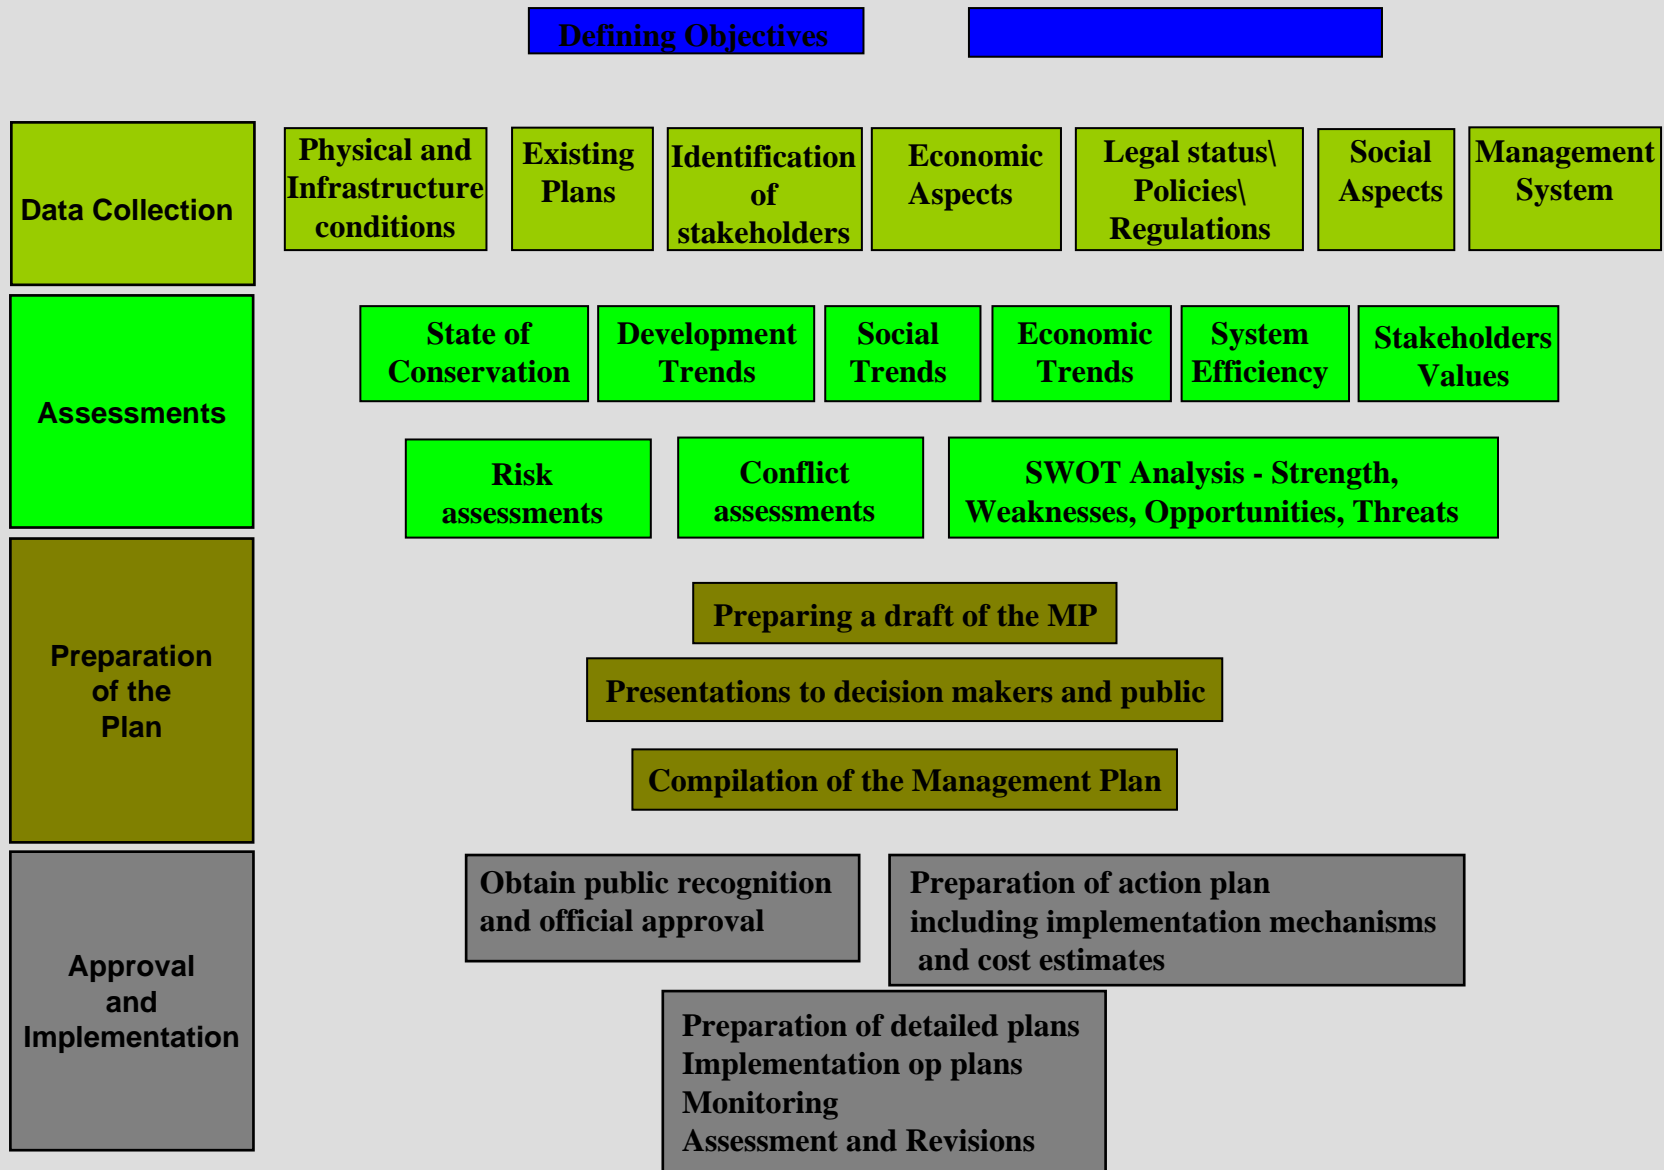 Defining Objectives
Data Collection
Physical and
Infrastructure
conditions
Existing
Plans
Identification
of
stakeholders
Economic
Aspects
Legal status\
Policies\
Regulations
Social
Aspects
Management
System
Assessments
State of
Conservation
Development
Trends
Social
Trends
Economic
Trends
System
Efficiency
Stakeholders
Values
Risk
assessments
Conflict
assessments
SWOT Analysis - Strength,
Weaknesses, Opportunities, Threats
Preparation
of the
Plan
Preparing a draft of the MP
Presentations to decision makers and public
Compilation of the Management Plan
Approval
and
Implementation
Obtain public recognition
and official approval
Preparation of action plan
including implementation mechanisms
and cost estimates
Preparation of detailed plans
Implementation op plans
Monitoring
Assessment and Revisions